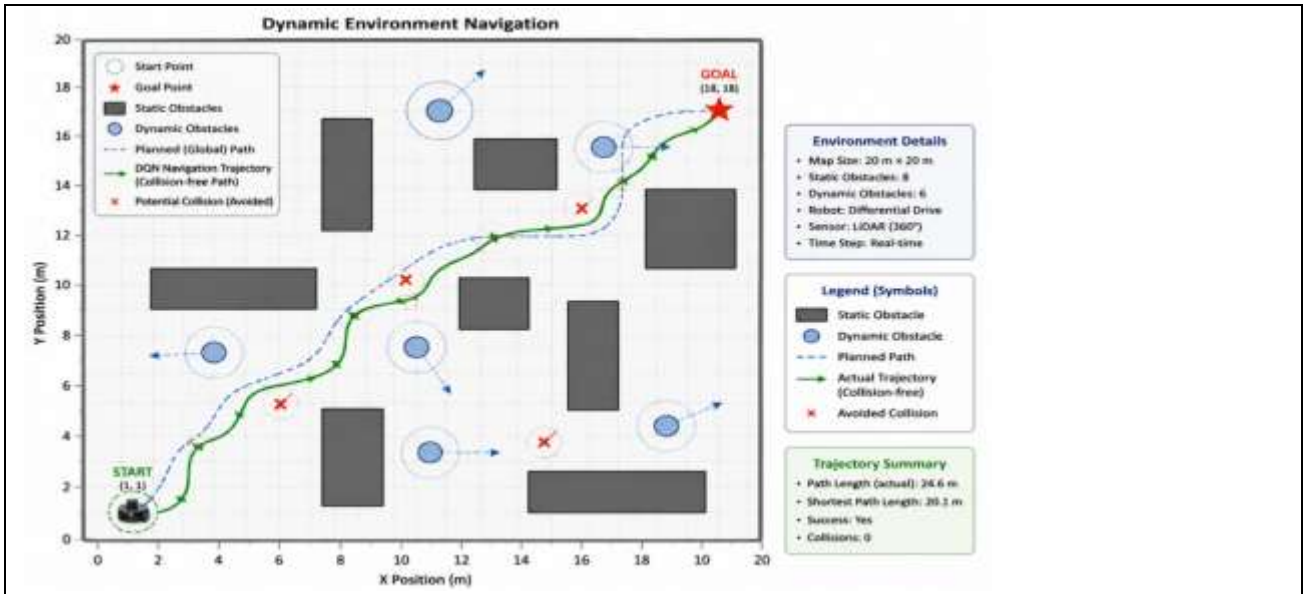 Dynamic Environment Navigation
20
18
16
14
12
10
8
6
4
2
0
Y Position (m)
Start Point
Goal Point
Static Obstacles
Dynamic Obstacles
Planned (Global) Path
DQN Navigation Trajectory
(Collision-free Path)
Potential Collision (Avoided)
GOAL
(18, 18)
START
(1, 1)
0
2
4
6
8
10
12
14
16
18
20
X Position (m)
Environment Details
• Map Size: 20 m × 20 m
• Static Obstacles: 8
• Dynamic Obstacles: 6
• Robot: Differential Drive
• Sensor: LiDAR (360°)
• Time Step: Real-time
Legend (Symbols)
Static Obstacle
Dynamic Obstacle
Planned Path
Actual Trajectory
(Collision-free)
Avoided Collision
Trajectory Summary
• Path Length (actual): 24.6 m
• Shortest Path Length: 20.1 m
• Success: Yes
• Collisions: 0